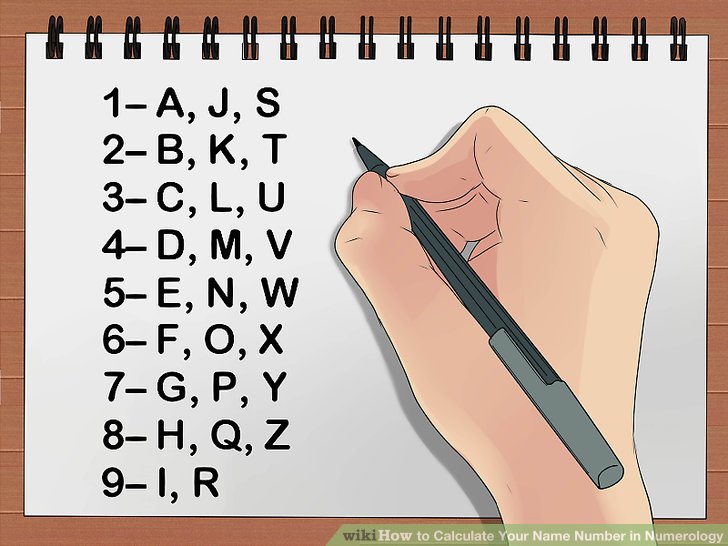 1– A, J, S
2– B, K, T
3– C, L, U
4– D, M, V
5– E, N, W
6– F, O, X
7– G, P, Y
8– H, Q, Z
9– I, R
wikiHow to Calculate Your Name Number in Numerology